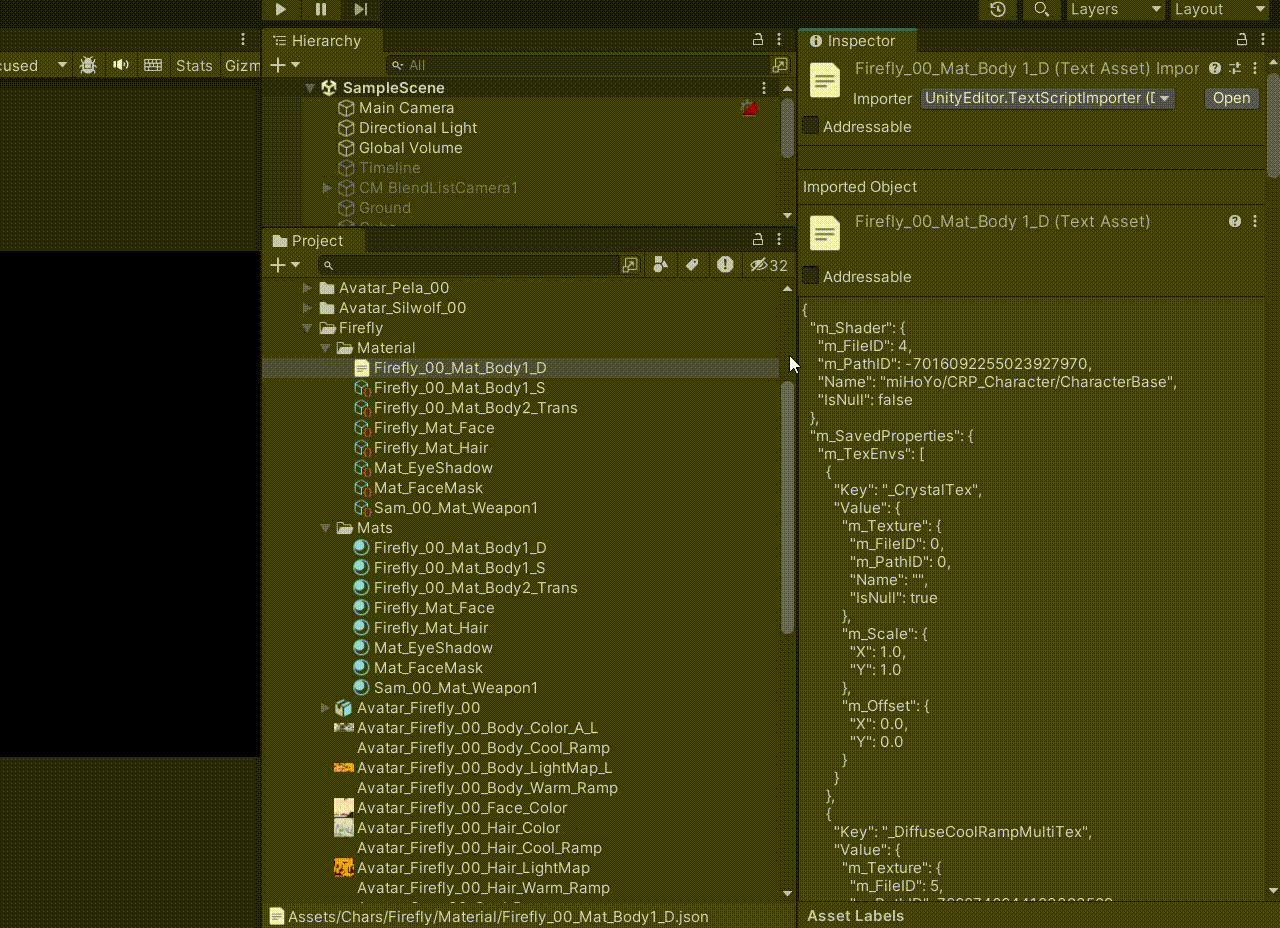 Layers
Layout
cused
Stats
Gizm
Hierarchy
All
SampleScene
Main Camera
Directional Light
Global Volume
Timeline
CM BlendListCamera1
Ground
Project
32
Avatar_Pela_00
Avatar_Silwolf_00
Firefly
Material
Firefly_00_Mat_Body1_D
Firefly_00_Mat_Body1_S
Firefly_00_Mat_Body2_Trans
Firefly_Mat_Face
Firefly_Mat_Hair
Mat_EyeShadow
Mat_FaceMask
Sam_00_Mat_Weapon1
Mats
Firefly_00_Mat_Body1_D
Firefly_00_Mat_Body1_S
Firefly_00_Mat_Body2_Trans
Firefly_Mat_Face
Firefly_Mat_Hair
Mat_EyeShadow
Mat_FaceMask
Sam_00_Mat_Weapon1
Avatar_Firefly_00
Avatar_Firefly_00_Body_Color_A_L
Avatar_Firefly_00_Body_Cool_Ramp
Avatar_Firefly_00_Body_LightMap_L
Avatar_Firefly_00_Body_Warm_Ramp
Avatar_Firefly_00_Face_Color
Avatar_Firefly_00_Hair_Color
Avatar_Firefly_00_Hair_Cool_Ramp
Avatar_Firefly_00_Hair_LightMap
Avatar_Firefly_00_Hair_Warm_Ramp
Assets/Chars/Firefly/Material/Firefly_00_Mat_Body1_D.json
Inspector
Firefly_00_Mat_Body 1_D (Text Asset) Impor
Importer UnityEditor.TextScriptImporter ([ Open
Addressable
Imported Object
Firefly_00_Mat_Body 1_D (Text Asset)
Addressable
{
"m_Shader": {
"m_FileID": 4,
"m_PathID": -7016092255023927970,
"Name": "miHoYo/CRP_Character/CharacterBase",
"IsNull": false
},
"m_SavedProperties": {
"m_TexEnvs": [
{
"Key": "_CrystalTex",
"Value": {
"m_Texture": {
"m_FileID": 0,
"m_PathID": 0,
"Name": "",
"IsNull": true
},
"m_Scale": {
"X": 1.0,
"Y": 1.0
},
"m_Offset": {
"X": 0.0,
"Y": 0.0
}
}
},
{
"Key": "_DiffuseCoolRampMultiTex",
"Value": {
"m_Texture": {
"m_FileID": 5,
Asset Labels